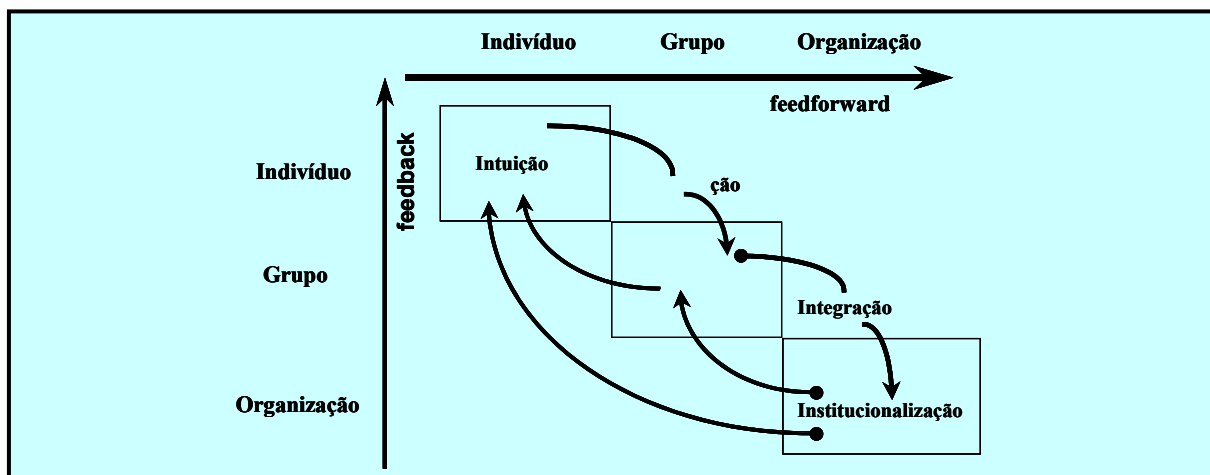 Indivíduo Grupo Organização
feedforward
feedback
Indivíduo
Intuição
ção
Grupo
Integração
Organização
Institucionalização